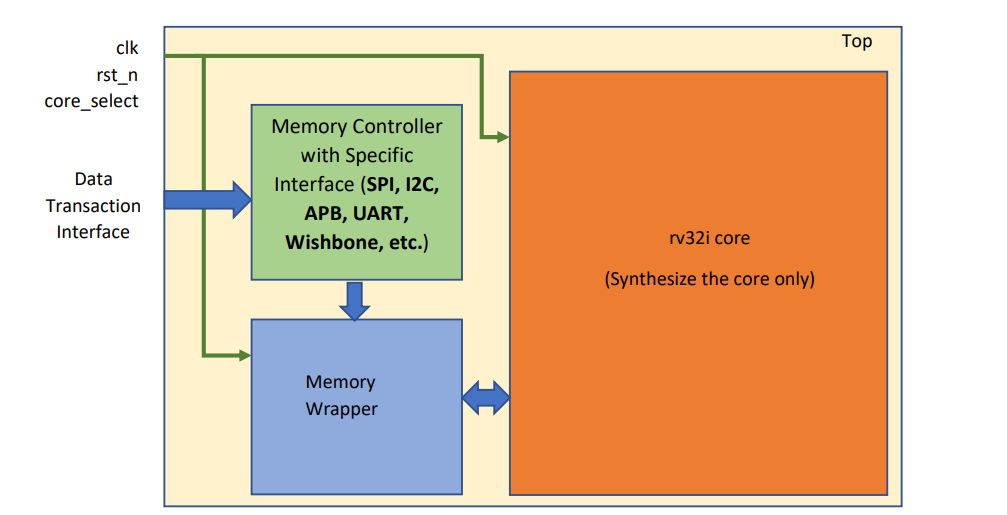 clk
rst_n
core_select
Data
Transaction
Interface
Top
Memory Controller
with Specific
Interface (SPI, I2C,
APB, UART,
Wishbone, etc.)
Memory
Wrapper
rv32i core
(Synthesize the core only)